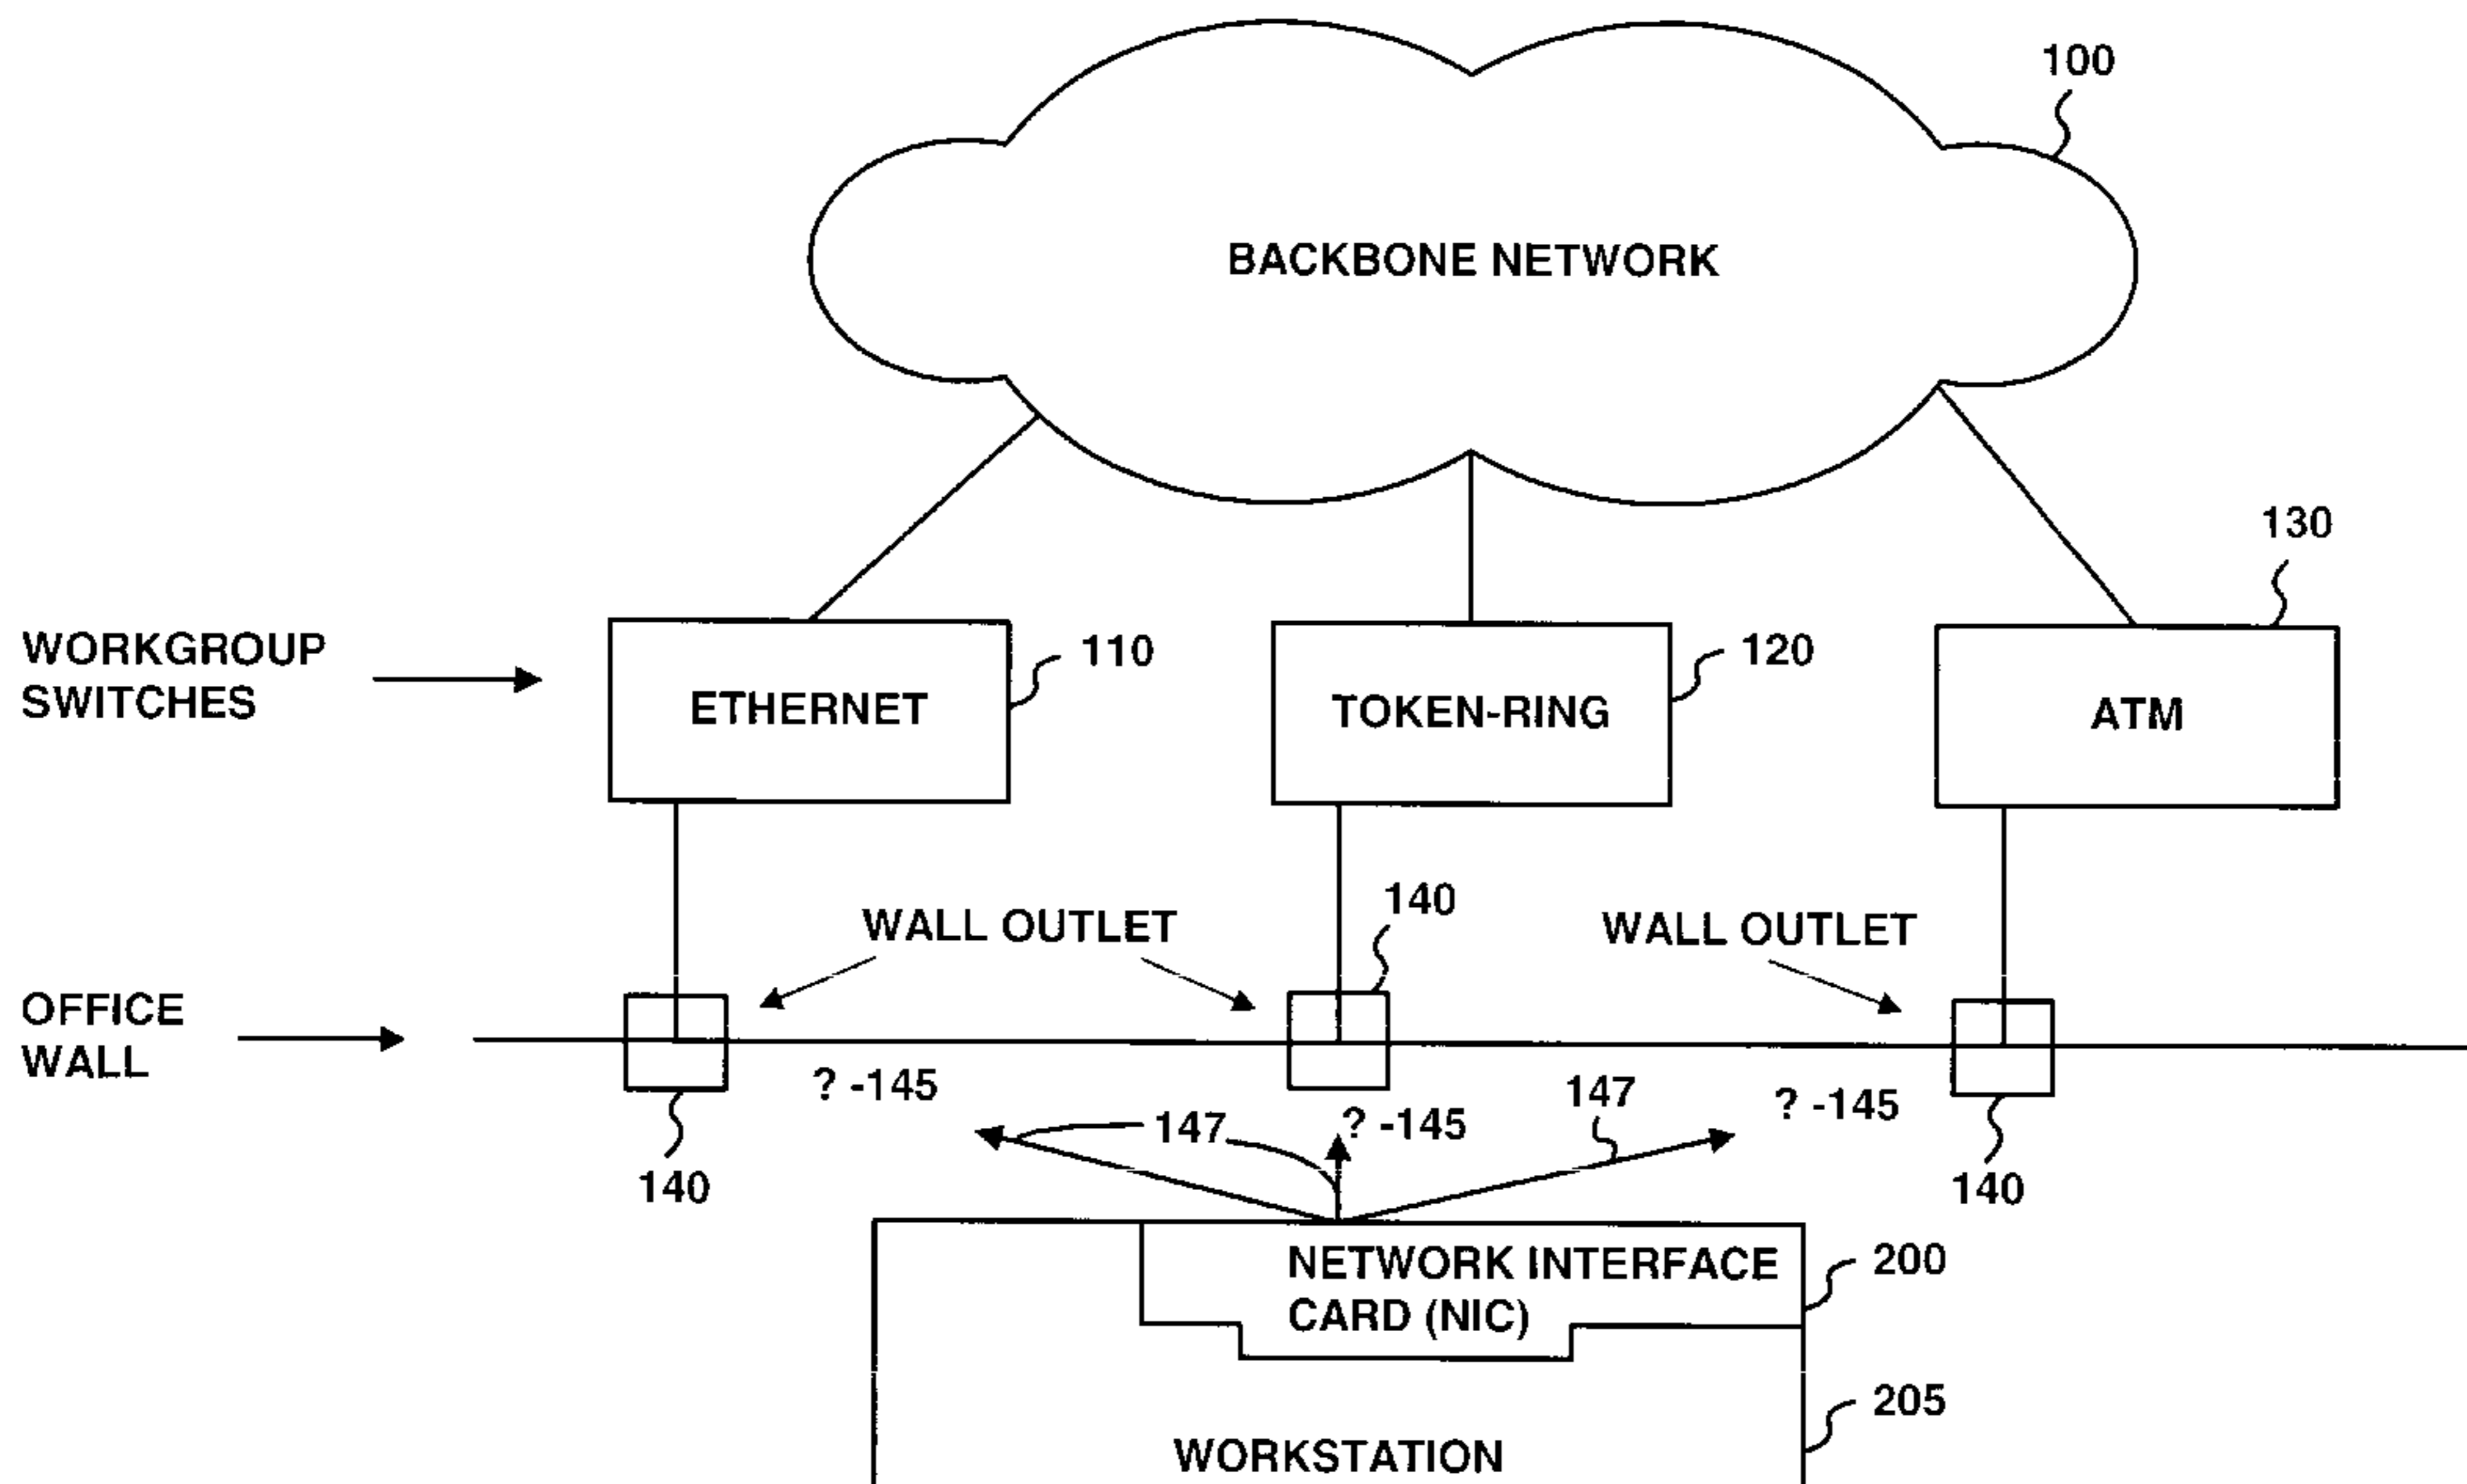 100
BACKBONE NETWORK
130
WORKGROUP
SWITCHES
ETHERNET
110
TOKEN-RING
120
ATM
WALL OUTLET
140
WALL OUTLET
OFFICE
WALL
? -145
147
? -145
147
? -145
140
140
NETWORK INTERFACE
CARD (NIC)
200
205
WORKSTATION